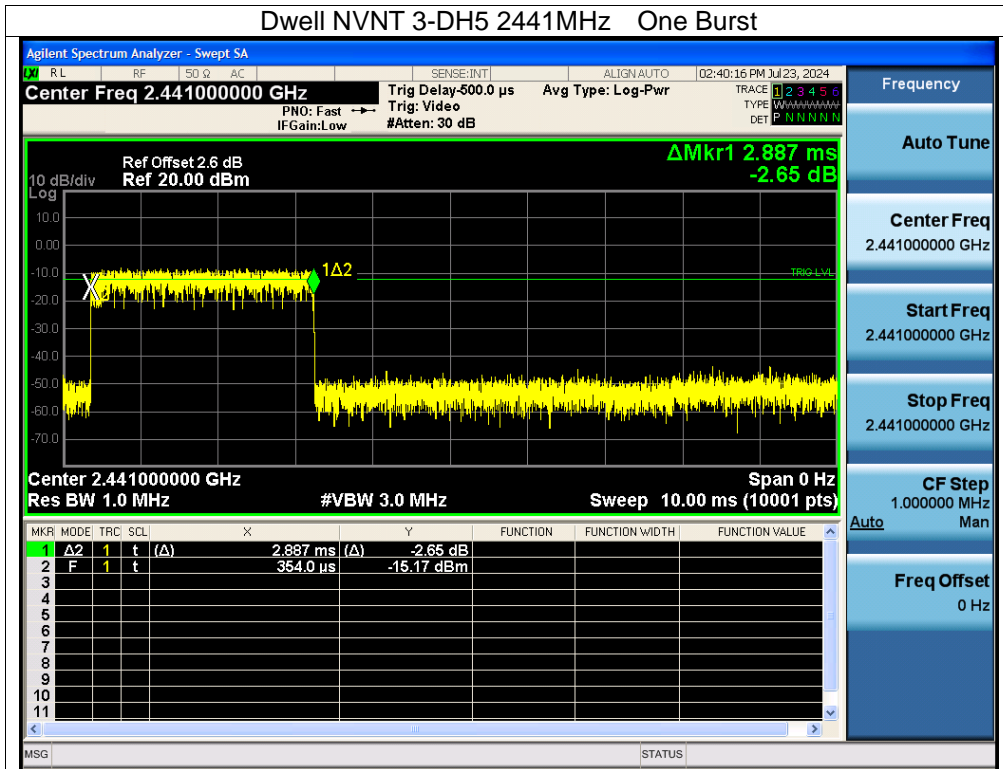 Dwell NVNT 3-DH5 2441MHz One Burst
Agilent Spectrum Analyzer - Swept SA
LXI RL RF 50 Ω AC SENSE:INT ALIGN AUTO 02:40:16 PM Jul 23, 2024
Center Freq 2.441000000 GHz
PNO: Fast
IFGain:Low
Trig Delay-500.0 µs
Trig: Video
#Atten: 30 dB
Avg Type: Log-Pwr
TRACE 1 2 3 4 5 6
TYPE WWWWWW
DET P N N N N N
Frequency
Auto Tune
Center Freq
2.441000000 GHz
Start Freq
2.441000000 GHz
Stop Freq
2.441000000 GHz
CF Step
1.000000 MHz
Auto Man
Freq Offset
0 Hz
ΔMkr1 2.887 ms
-2.65 dB
Ref Offset 2.6 dB
10 dB/div Ref 20.00 dBm
Log
10.0
0.00
-10.0
-20.0
-30.0
-40.0
-50.0
-60.0
-70.0
1Δ2
TRIG LVL
Center 2.441000000 GHz Span 0 Hz
Res BW 1.0 MHz #VBW 3.0 MHz Sweep 10.00 ms (10001 pts)
MKR MODE TRC SCL X Y FUNCTION FUNCTION WIDTH FUNCTION VALUE
1 Δ2 1 t (Δ) 2.887 ms (Δ) -2.65 dB
2 F 1 t 354.0 µs -15.17 dBm
3
4
5
6
7
8
9
10
11
MSG STATUS